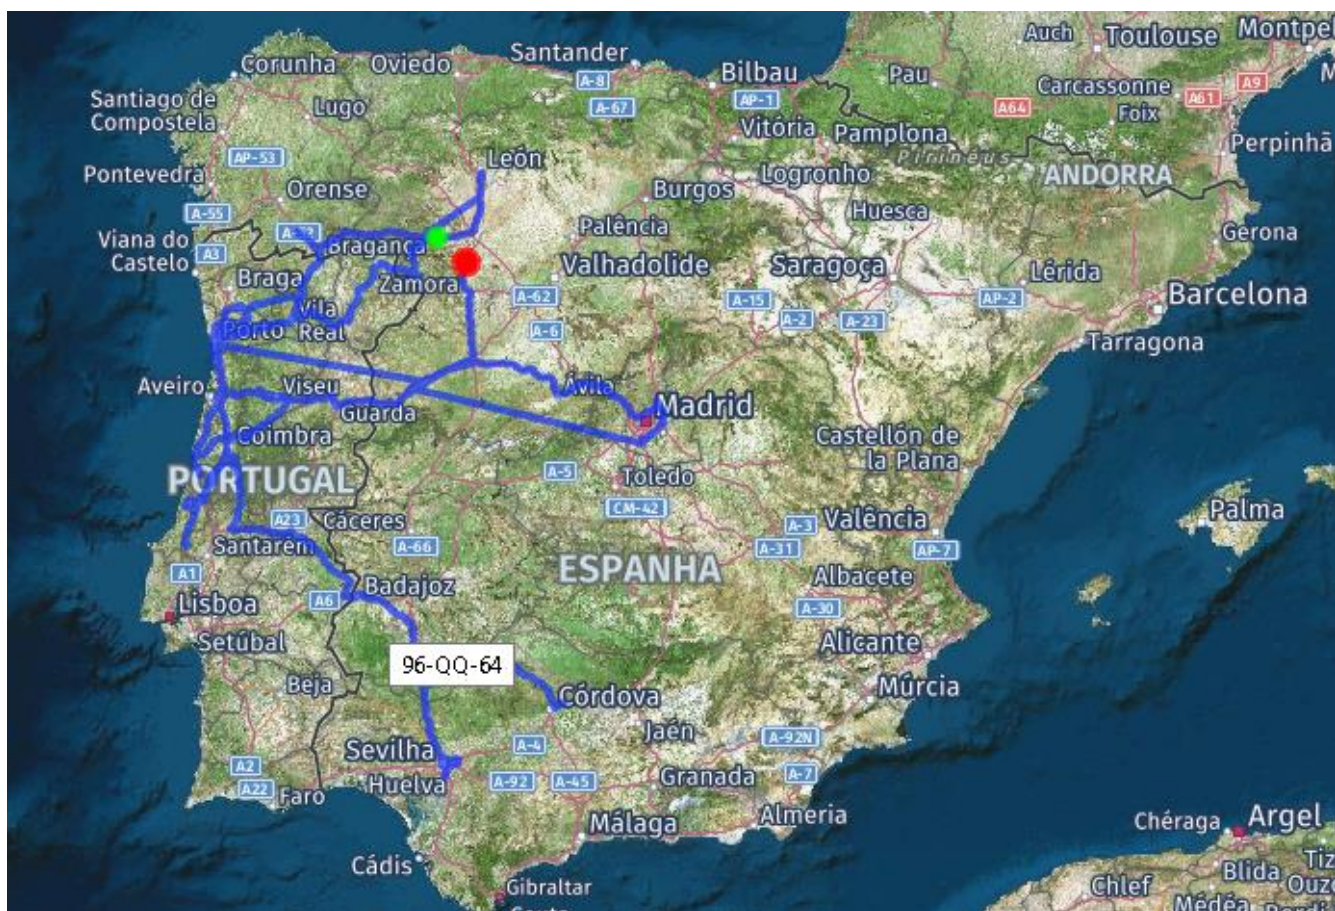 Corunha
Oviedo
Santander
A-8
A-67
Bilbau
AP-1
Pau
Auch
Toulouse
Montpel
Carcassonne
A64
A61
A9
Foix
Perpinhã
Santiago de
Compostela
Lugo
AP-53
León
Vitória
Pamplona
Pirineus
Logronho
ANDORRA
Pontevedra
Orense
A-55
Burgos
Huesca
Palência
Gerona
Viana do
Castelo
A3
Bragança
Braga
Zamora
Valhadolide
Saragoça
Lérida
A-62
A-15
AP-2
Barcelona
Vila
Real
Porto
A-6
A-2
A-23
Tarragona
Aveiro
Viseu
Ávila
Guarda
Madrid
Coimbra
Castellón de
la Plana
PORTUGAL
A-5
Toledo
CM-42
A23
Cáceres
A-66
A-3
Valência
Palma
Santarém
A-31
AP-7
A1
ESPANHA
Badajoz
Albacete
A6
Lisboa
A-30
Setúbal
Alicante
96-QQ-64
Beja
Córdova
Múrcia
Jaén
Sevilha
A-4
A-92N
A2
Huelva
A-92
A-45
Granada
A-7
A22
Faro
Málaga
Almeria
Chéraga
Argel
Cádis
Gibraltar
Ceuta
Blida
Tiz
Chlef
Ouzo
Médéa